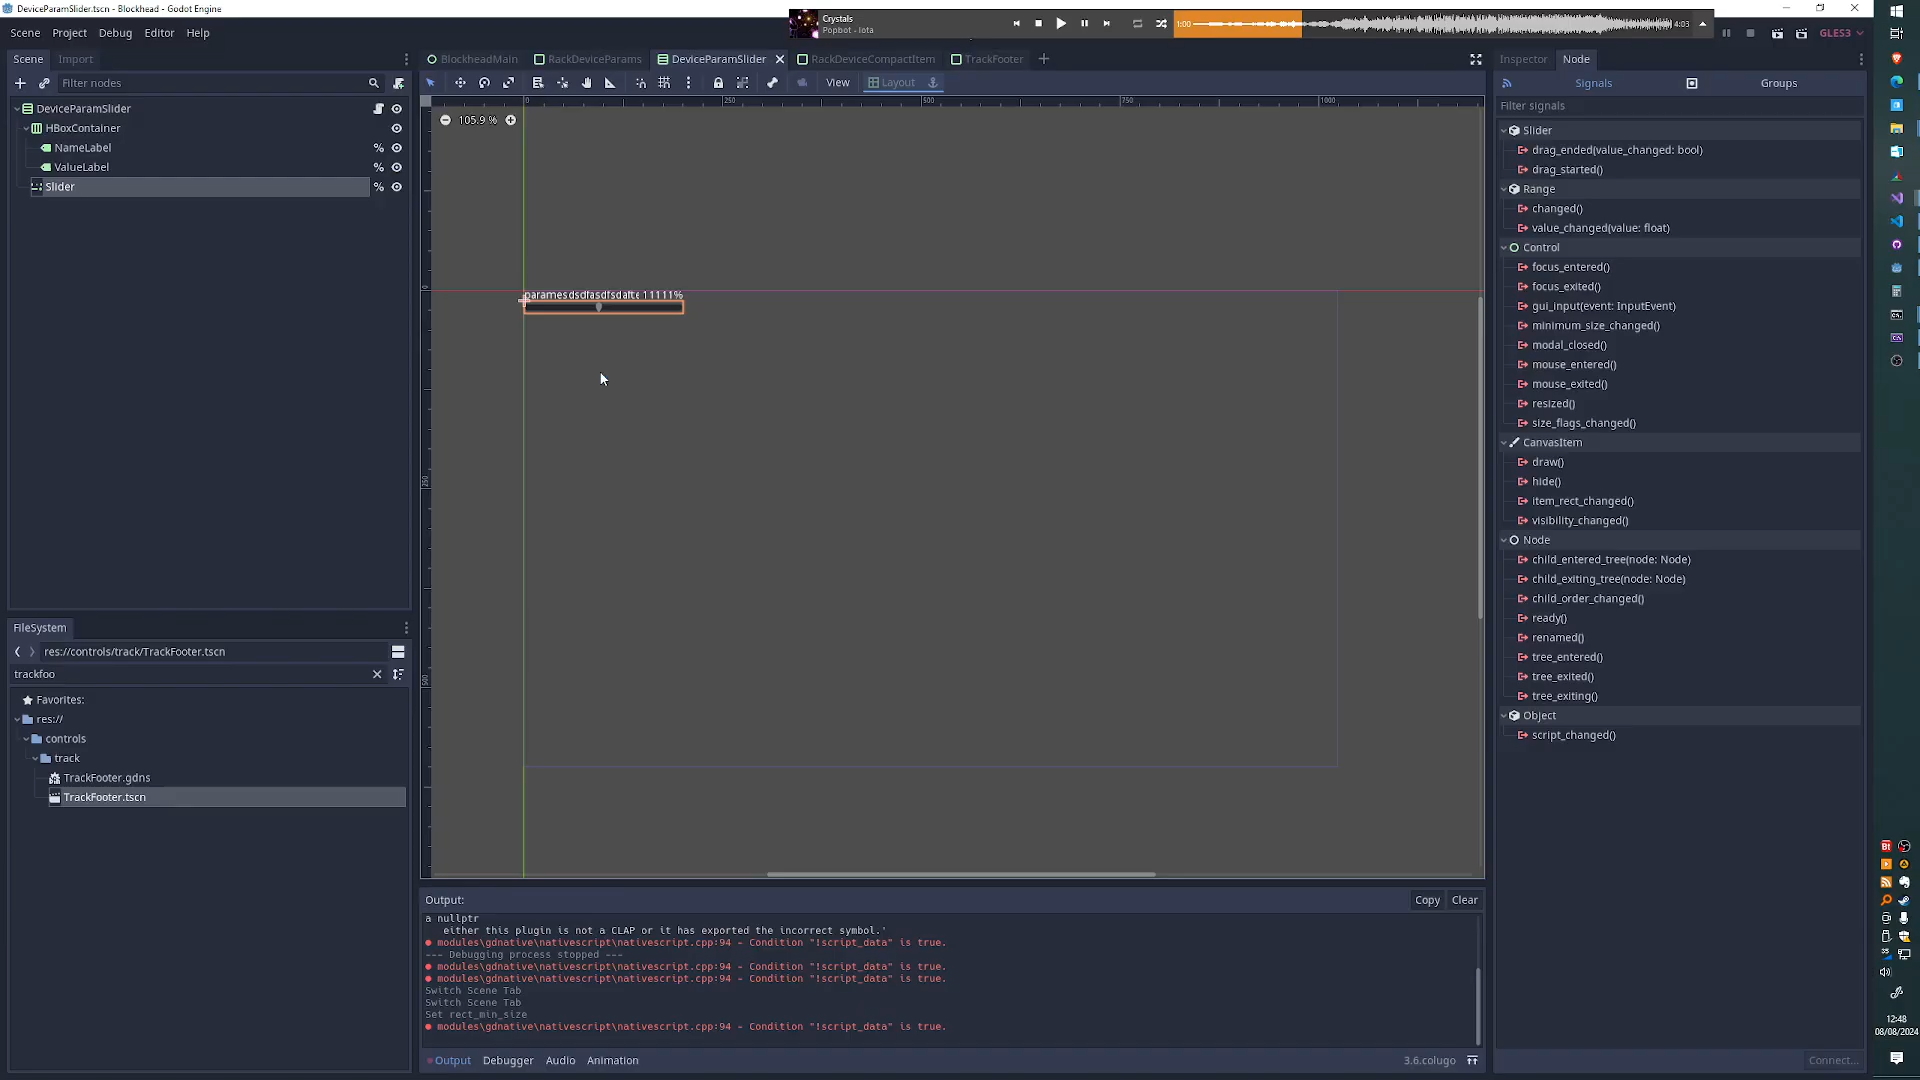 DeviceParamSlider.tscn - Blockhead - Godot Engine
Crystals
Popbot - Iota
1:00
4:03
Scene Project Debug Editor Help
GLES3
Scene Import
BlockheadMain RackDeviceParams DeviceParamSlider RackDeviceCompactItem TrackFooter
Inspector Node
Filter nodes
View Layout
Signals Groups
Filter signals
DeviceParamSlider
HBoxContainer
NameLabel
ValueLabel
Slider
0 250 500 750 1000
105.9 %
0
250
500
paramesdsdfasdfsdafte 11111%
Slider
drag_ended(value_changed: bool)
drag_started()
Range
changed()
value_changed(value: float)
Control
focus_entered()
focus_exited()
gui_input(event: InputEvent)
minimum_size_changed()
modal_closed()
mouse_entered()
mouse_exited()
resized()
size_flags_changed()
CanvasItem
draw()
hide()
item_rect_changed()
visibility_changed()
Node
child_entered_tree(node: Node)
child_exiting_tree(node: Node)
child_order_changed()
ready()
renamed()
tree_entered()
tree_exited()
tree_exiting()
Object
script_changed()
Connect...
FileSystem
res://controls/track/TrackFooter.tscn
trackfoo
Favorites:
res://
controls
track
TrackFooter.gdns
TrackFooter.tscn
Output:
Copy Clear
a nullptr
either this plugin is not a CLAP or it has exported the incorrect symbol.'
modules\gdnative\nativescript\nativescript.cpp:94 - Condition "!script_data" is true.
--- Debugging process stopped ---
modules\gdnative\nativescript\nativescript.cpp:94 - Condition "!script_data" is true.
modules\gdnative\nativescript\nativescript.cpp:94 - Condition "!script_data" is true.
Switch Scene Tab
Switch Scene Tab
Set rect_min_size
modules\gdnative\nativescript\nativescript.cpp:94 - Condition "!script_data" is true.
Output Debugger Audio Animation
3.6.colugo
12:48
08/08/2024